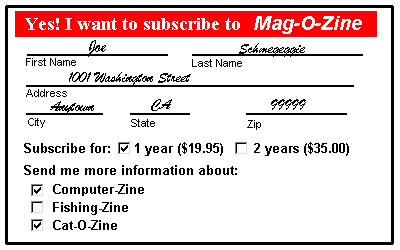 Yes! I want to subscribe to Mag-O-Zine
Joe Schmegeggie
First Name Last Name
1001 Washington Street
Address
Anytown CA 99999
City State Zip
Subscribe for: 1 year ($19.95) 2 years ($35.00)
Send me more information about:
Computer-Zine
Fishing-Zine
Cat-O-Zine